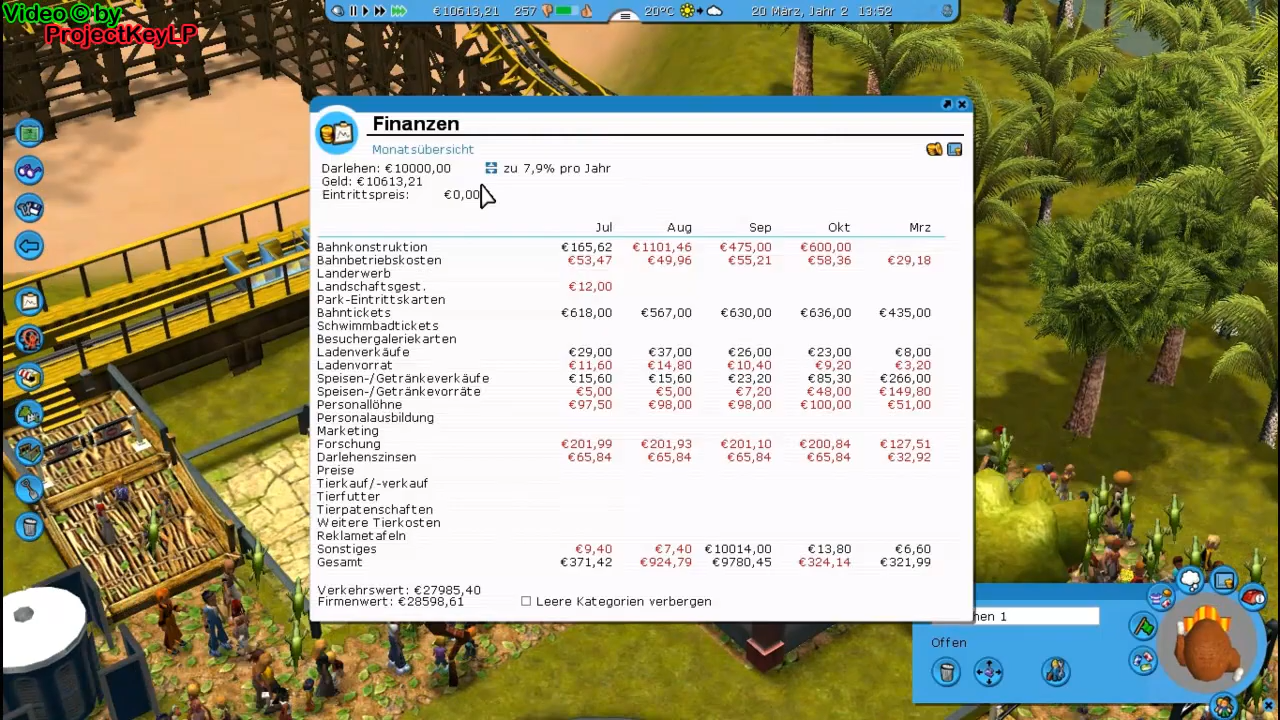 Video © by
ProjectKeyLP
€10613,21 257 20°C 20 März, Jahr 2 13:52
Finanzen
Monatsübersicht
Darlehen: €10000,00 zu 7,9% pro Jahr
Geld: €10613,21
Eintrittspreis: €0,00
Jul Aug Sep Okt Mrz
Bahnkonstruktion €165,62 €1101,46 €475,00 €600,00
Bahnbetriebskosten €53,47 €49,96 €55,21 €58,36 €29,18
Landerwerb
Landschaftsgest. €12,00
Park-Eintrittskarten
Bahntickets €618,00 €567,00 €630,00 €636,00 €435,00
Schwimmbadtickets
Besuchergaleriekarten
Ladenverkäufe €29,00 €37,00 €26,00 €23,00 €8,00
Ladenvorrat €11,60 €14,80 €10,40 €9,20 €3,20
Speisen-/Getränkeverkäufe €15,60 €15,60 €23,20 €85,30 €266,00
Speisen-/Getränkevorräte €5,00 €5,00 €7,20 €48,00 €149,80
Personallöhne €97,50 €98,00 €98,00 €100,00 €51,00
Personalausbildung
Marketing
Forschung €201,99 €201,93 €201,10 €200,84 €127,51
Darlehenszinsen €65,84 €65,84 €65,84 €65,84 €32,92
Preise
Tierkauf/-verkauf
Tierfutter
Tierpatenschaften
Weitere Tierkosten
Reklametafeln
Sonstiges €9,40 €7,40 €10014,00 €13,80 €6,60
Gesamt €371,42 €924,79 €9780,45 €324,14 €321,99
Verkehrswert: €27985,40
Firmenwert: €28598,61 Leere Kategorien verbergen
hen 1
Offen